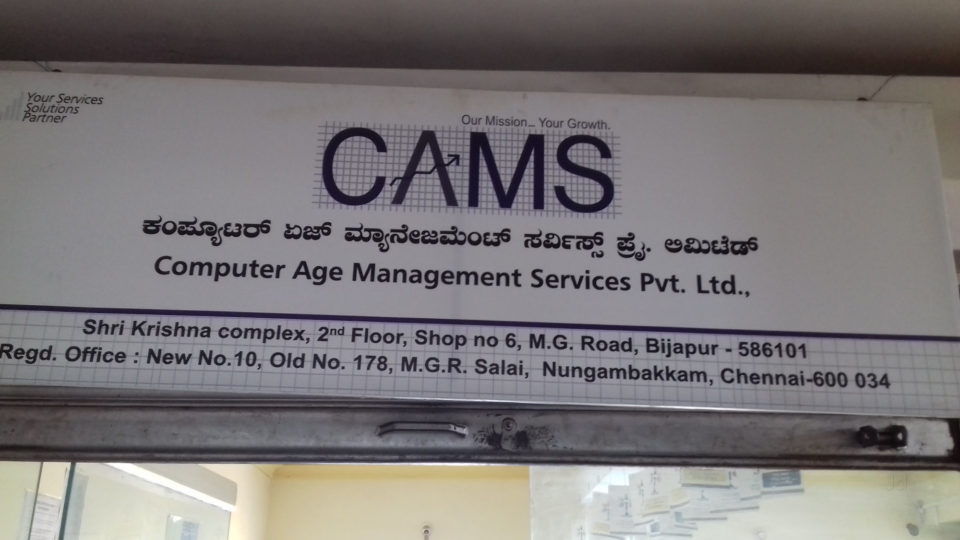 Your Services
Solutions
Partner
Our Mission... Your Growth.
CAMS
ಕಂಪ್ಯೂಟರ್ ಏಜ್ ಮ್ಯಾನೇಜಮೆಂಟ್ ಸರ್ವಿಸ್ಸ್ ಪ್ರೈ. ಲಿಮಿಟೆಡ್
Computer Age Management Services Pvt. Ltd.,
Shri Krishna complex, 2nd Floor, Shop no 6, M.G. Road, Bijapur - 586101
Regd. Office : New No.10, Old No. 178, M.G.R. Salai, Nungambakkam, Chennai-600 034